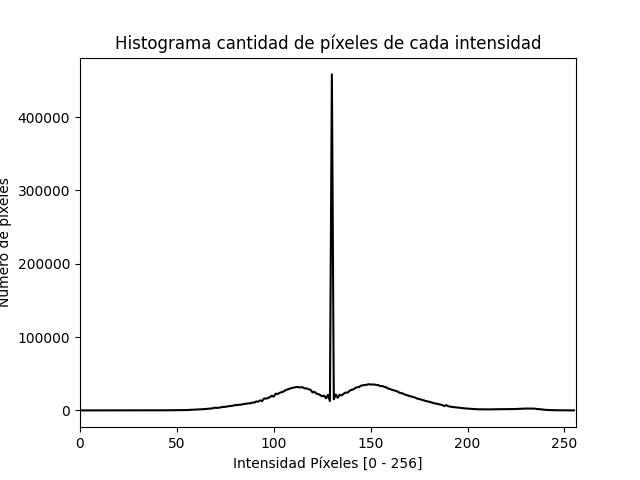 Histograma cantidad de píxeles de cada intensidad
Número de píxeles
400000
300000
200000
100000
0
0 50 100 150 200 250
Intensidad Píxeles [0 - 256]